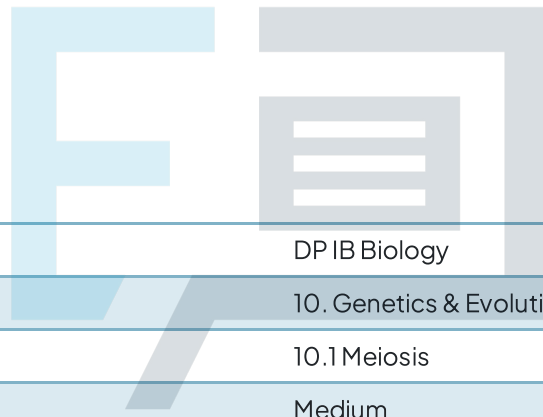 DP IB Biology
10. Genetics & Evoluti
10.1 Meiosis
Medium